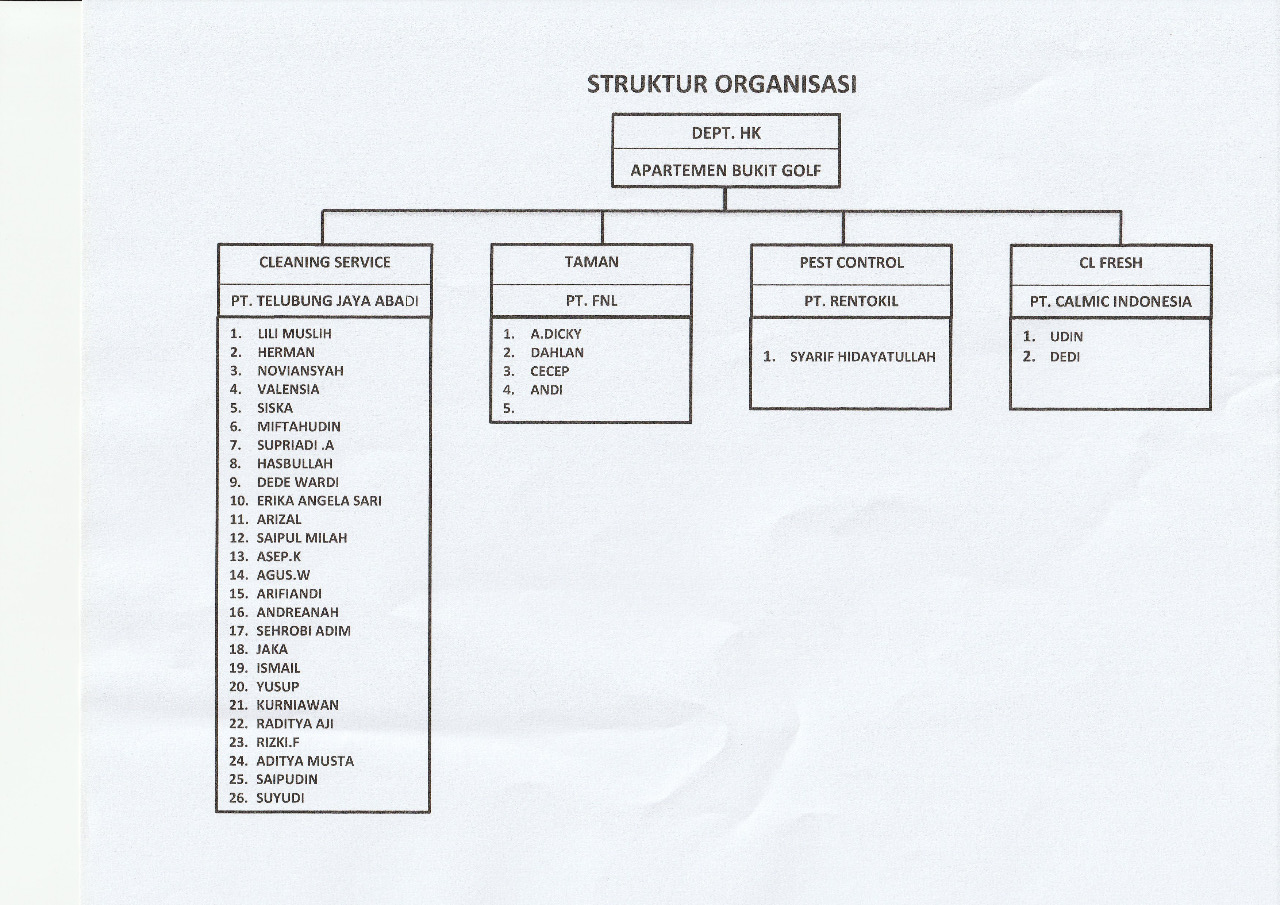 STRUKTUR ORGANISASI
DEPT. HK
APARTEMEN BUKIT GOLF
CLEANING SERVICE
PT. TELUBUNG JAYA ABADI
1. LILI MUSLIH
2. HERMAN
3. NOVIANSYAH
4. VALENSIA
5. SISKA
6. MIFTAHUDIN
7. SUPRIADI .A
8. HASBULLAH
9. DEDE WARDI
10. ERIKA ANGELA SARI
11. ARIZAL
12. SAIPUL MILAH
13. ASEP.K
14. AGUS.W
15. ARIFIANDI
16. ANDREANAH
17. SEHROBI ADIM
18. JAKA
19. ISMAIL
20. YUSUP
21. KURNIAWAN
22. RADITYA AJI
23. RIZKI.F
24. ADITYA MUSTA
25. SAIPUDIN
26. SUYUDI
TAMAN
PT. FNL
1. A.DICKY
2. DAHLAN
3. CECEP
4. ANDI
5.
PEST CONTROL
PT. RENTOKIL
1. SYARIF HIDAYATULLAH
CL FRESH
PT. CALMIC INDONESIA
1. UDIN
2. DEDI